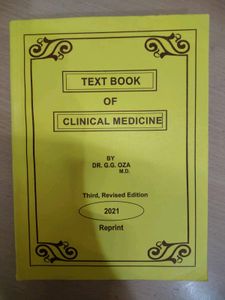 TEXT BOOK
OF
CLINICAL MEDICINE
BY
DR. G.G. OZA
M.D.
Third, Revised Edition
2021
Reprint